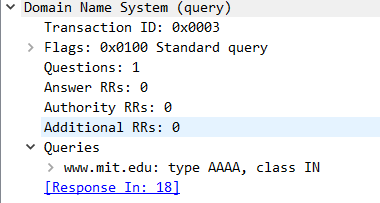 Domain Name System (query)
Transaction ID: 0x0003
Flags: 0x0100 Standard query
Questions: 1
Answer RRs: 0
Authority RRs: 0
Additional RRs: 0
Queries
www.mit.edu: type AAAA, class IN
[Response In: 18]